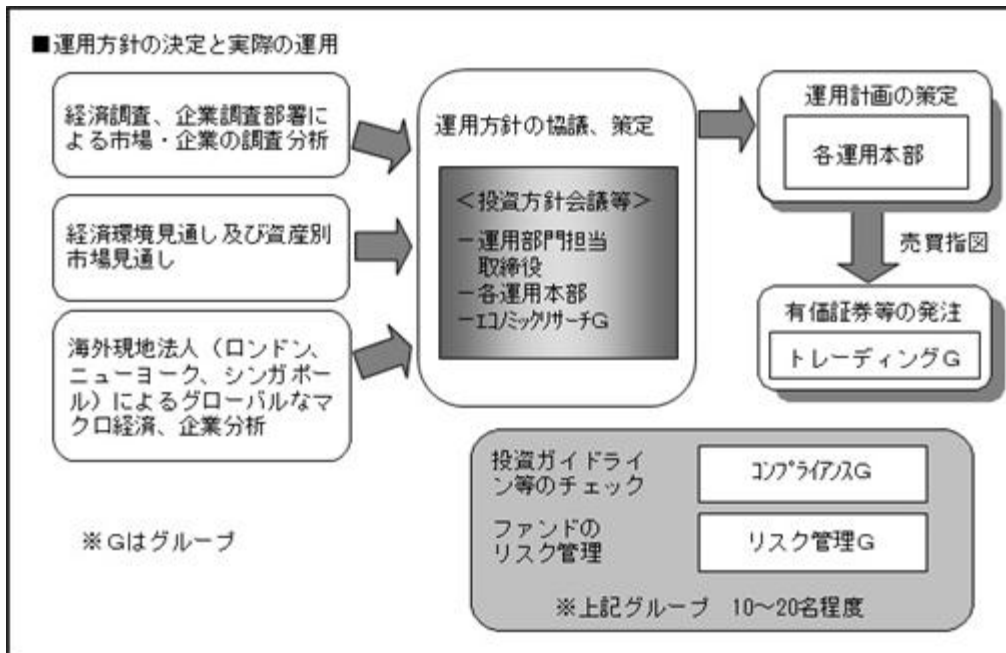 ■運用方針の決定と実際の運用
経済調査、企業調査部署に
よる市場・企業の調査分析
経済環境見通し及び資産別
市場見通し
海外現地法人（ロンドン、
ニューヨーク、シンガポー
ル）によるグローバルなマ
クロ経済、企業分析
運用方針の協議、策定
＜投資方針会議等＞
－運用部門担当
取締役
－各運用本部
－ｴｺﾉﾐｯｸﾘｻｰﾁG
運用計画の策定
各運用本部
売買指図
有価証券等の発注
トレーディングG
投資ガイドライ
ン等のチェック
ｺﾝﾌﾟﾗｲｱﾝｽG
ファンドの
リスク管理
リスク管理G
※上記グループ　10～20名程度
※Gはグループ